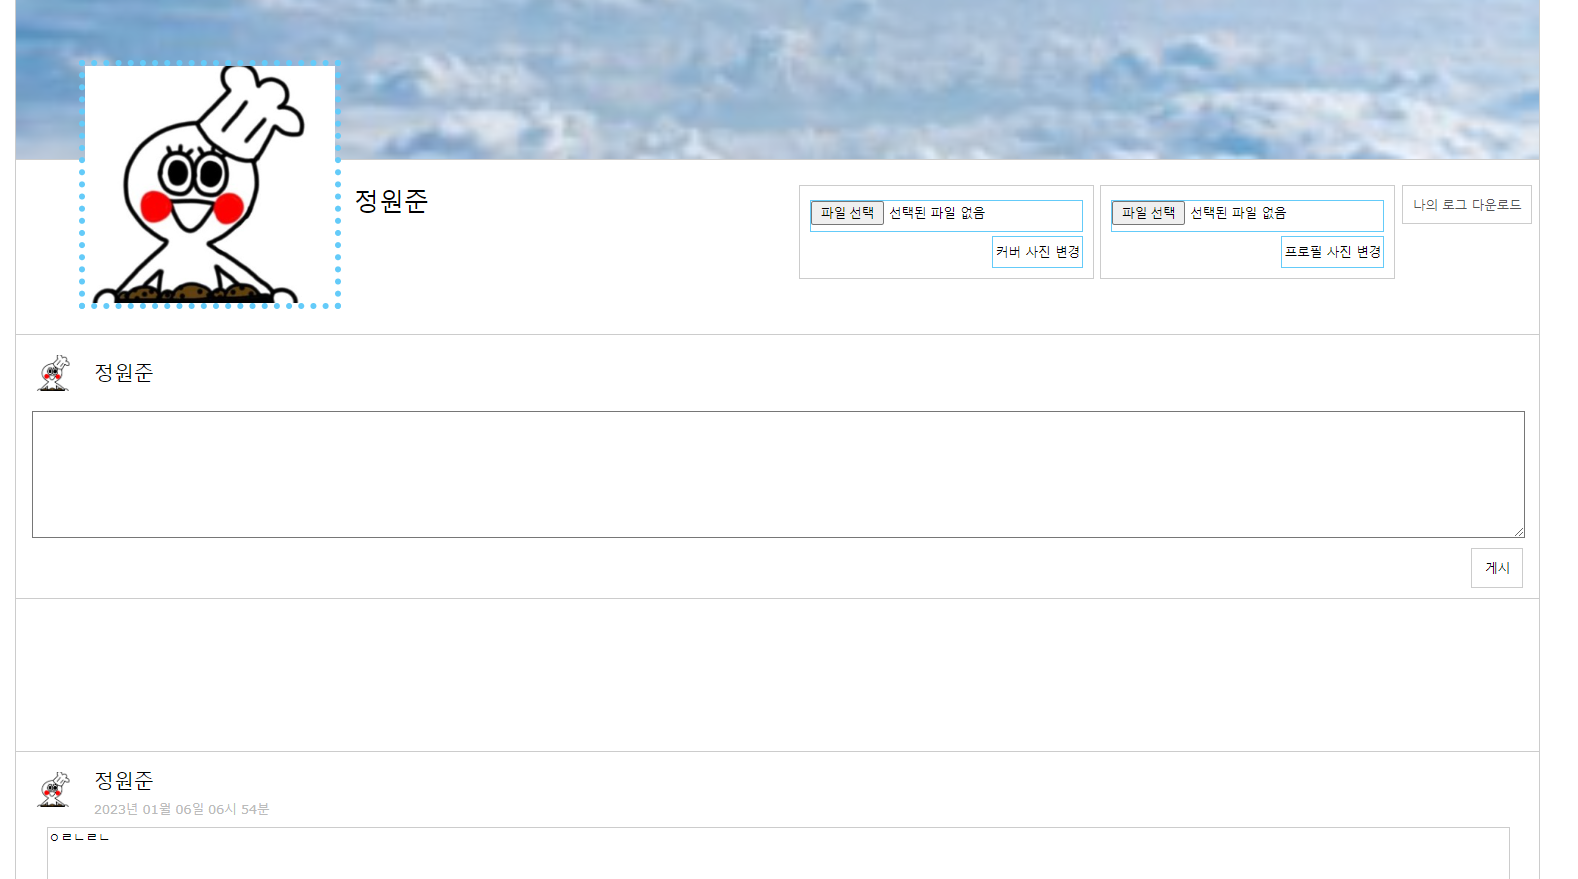 정원준
파일 선택 선택된 파일 없음
커버 사진 변경
파일 선택 선택된 파일 없음
프로필 사진 변경
나의 로그 다운로드
정원준
게시
정원준
2023년 01월 06일 06시 54분
ㅇㄹㄴㄹㄴ